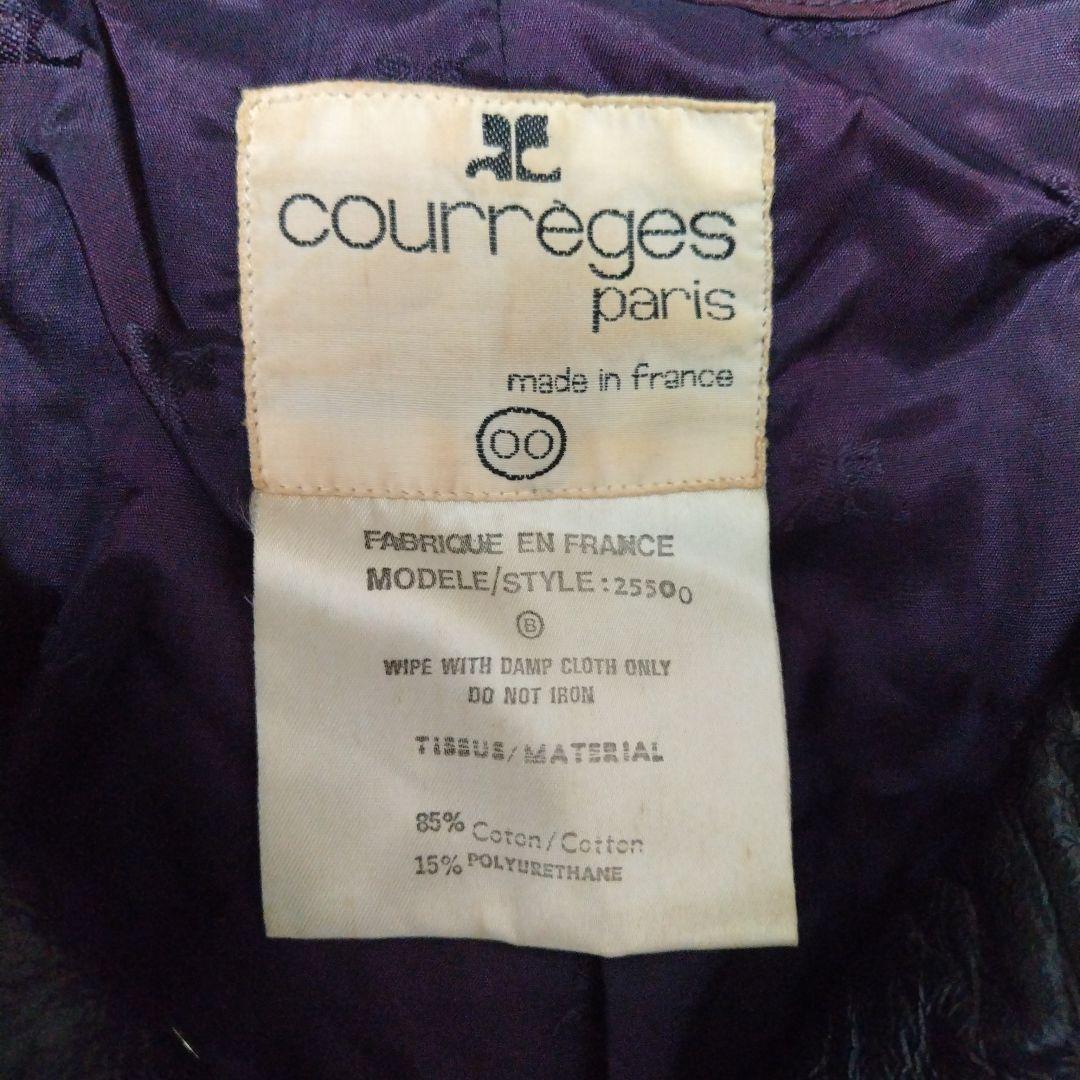 AC
courrèges
paris
made in france
00
FABRIQUE EN FRANCE
MODELE/STYLE: 25500
B
WIPE WITH DAMP CLOTH ONLY
DO NOT IRON
TISSUS/MATERIAL
85% Coton/Cotton
15% POLYURETHANE